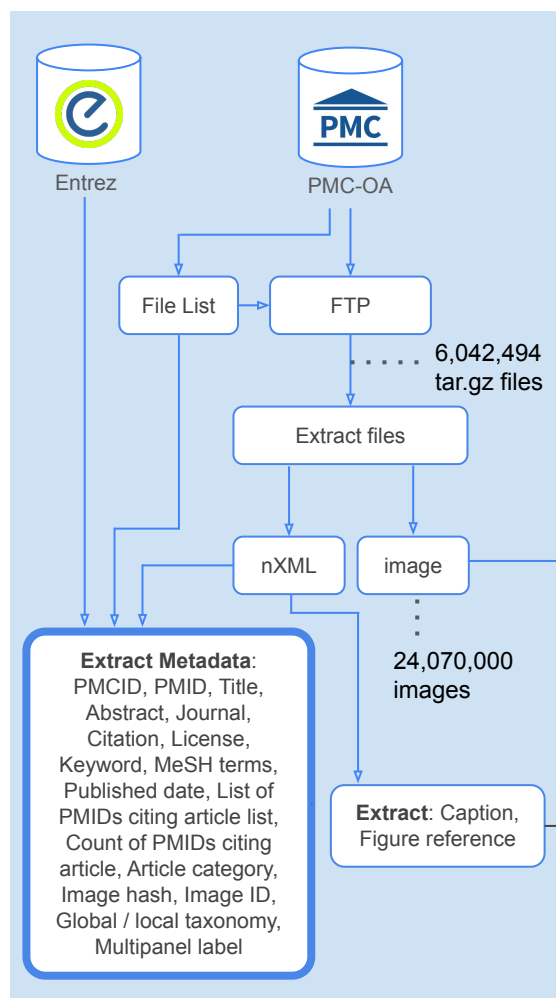 e
PMC
Entrez
PMC-OA
File List
FTP
6,042,494
tar.gz files
Extract files
nXML
image
24,070,000
images
Extract Metadata:
PMCID, PMID, Title,
Abstract, Journal,
Citation, License,
Keyword, MeSH terms,
Published date, List of
PMIDs citing article list,
Count of PMIDs citing
article, Article category,
Image hash, Image ID,
Global / local taxonomy,
Multipanel label
Extract: Caption,
Figure reference